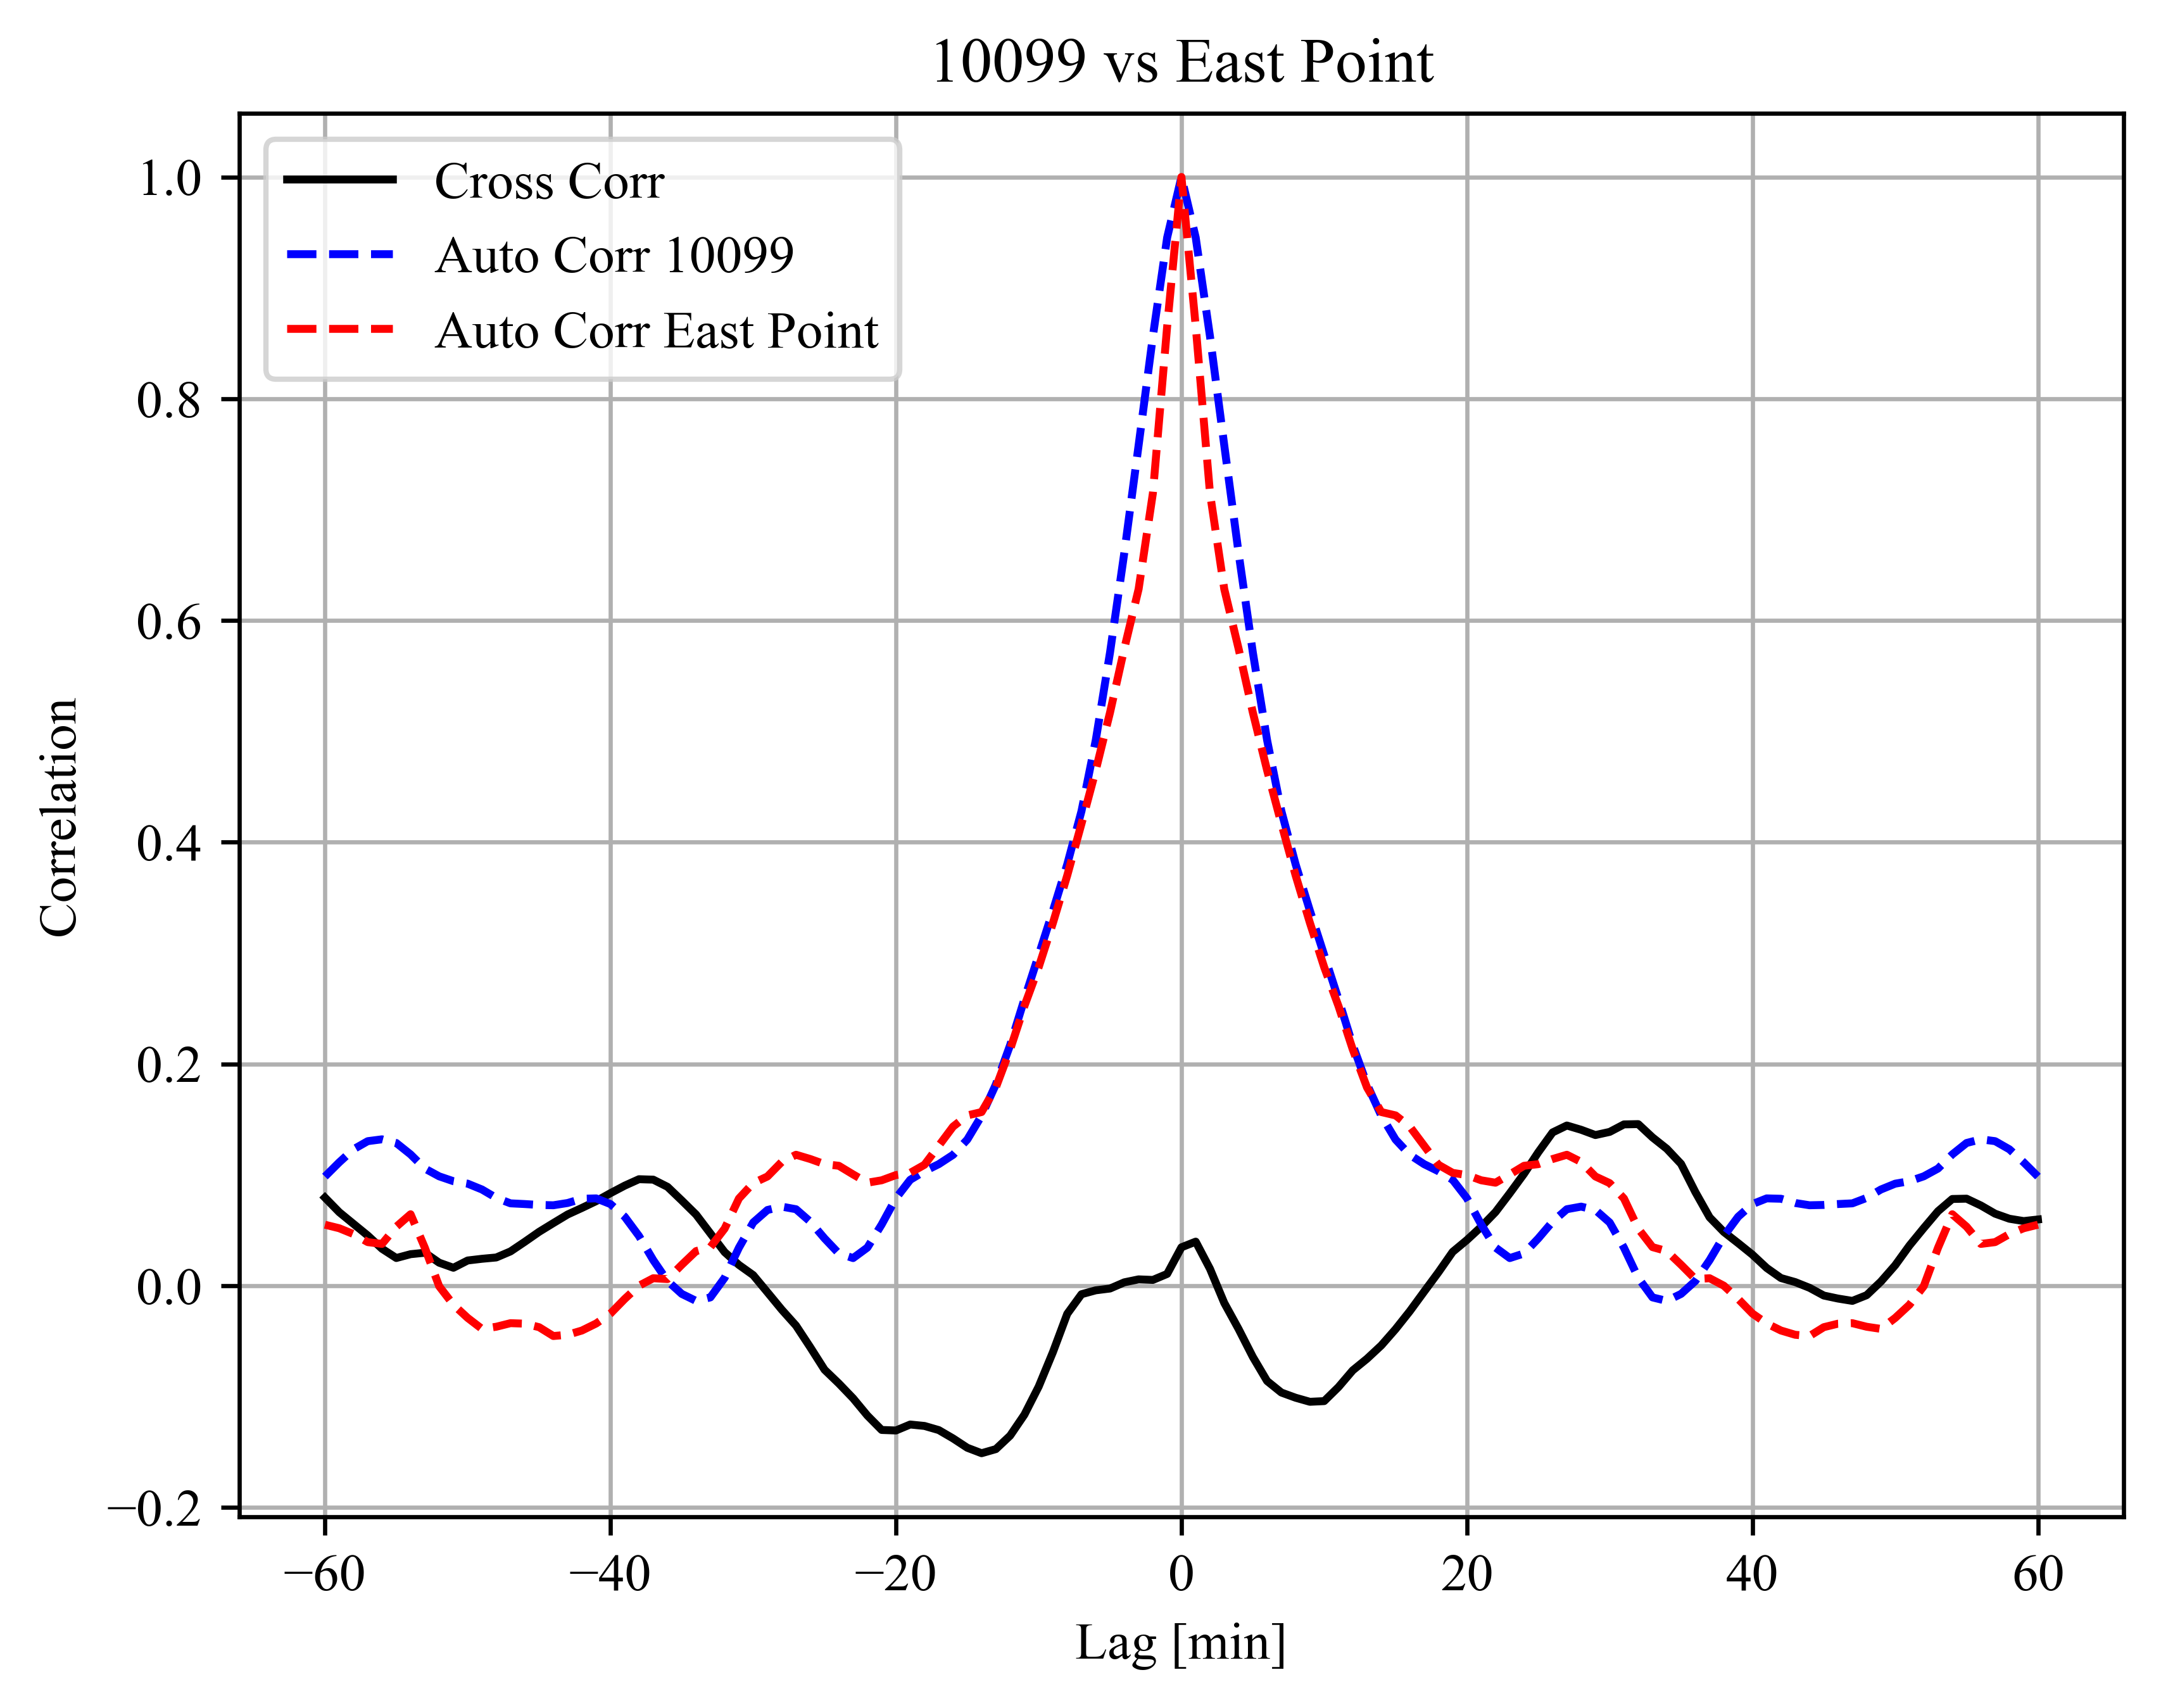 10099 vs East Point
Cross Corr
Auto Corr 10099
Auto Corr East Point
1.0
0.8
0.6
0.4
0.2
0.0
−0.2
Correlation
−60 −40 −20 0 20 40 60
Lag [min]